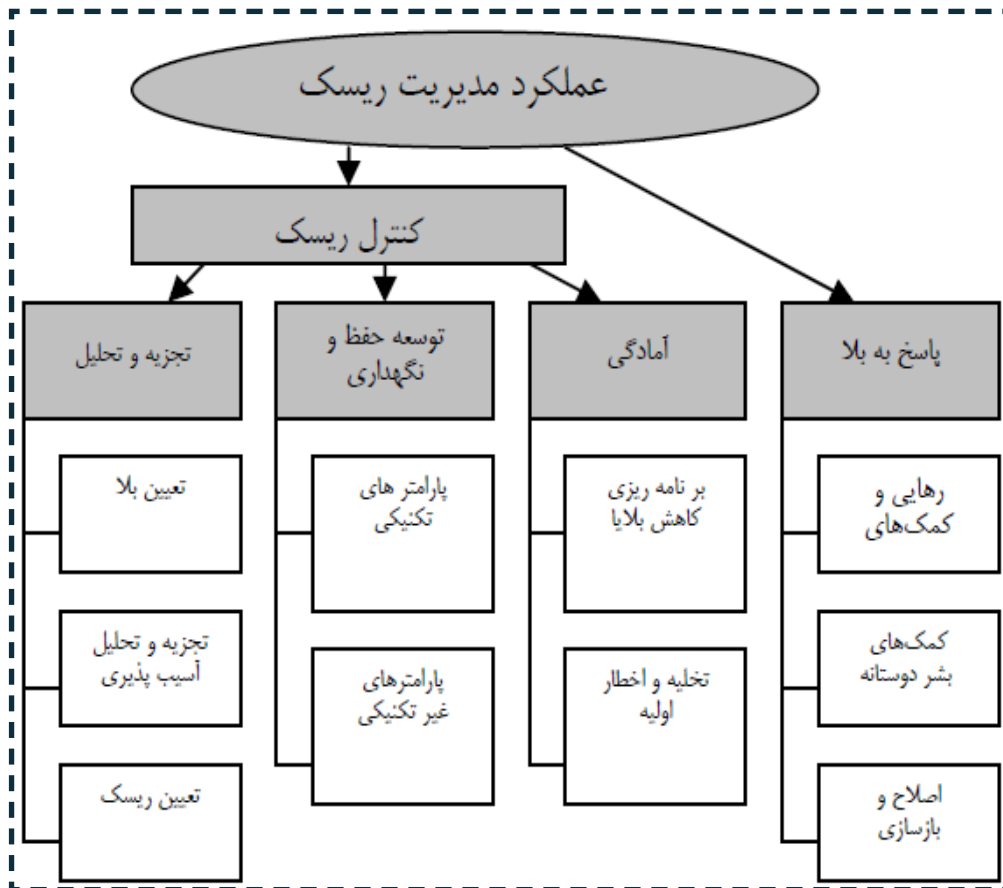 عملکرد مدیریت ریسک
کنترل ریسک
پاسخ به بلا
رهایی و
کمک‌های
کمک‌های
بشر دوستانه
اصلاح و
بازسازی
آمادگی
بر نامه ریزی
کاهش بلایا
تخلیه و اخطار
اولیه
توسعه حفظ و
نگهداری
پارامتر های
تکنیکی
پارامترهای
غیر تکنیکی
تجزیه و تحلیل
تعیین بلا
تجزیه و تحلیل
آسیب پذیری
تعیین ریسک